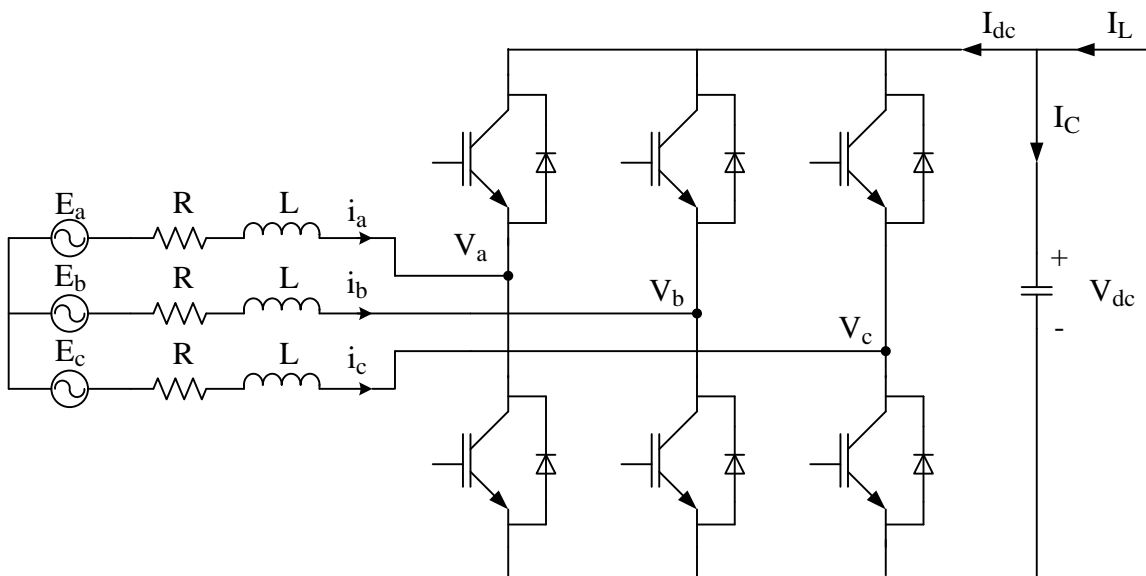 I_dc
I_L
I_C
E_a
R
L
i_a
V_a
E_b
R
L
i_b
V_b
+
V_dc
-
E_c
R
L
i_c
V_c